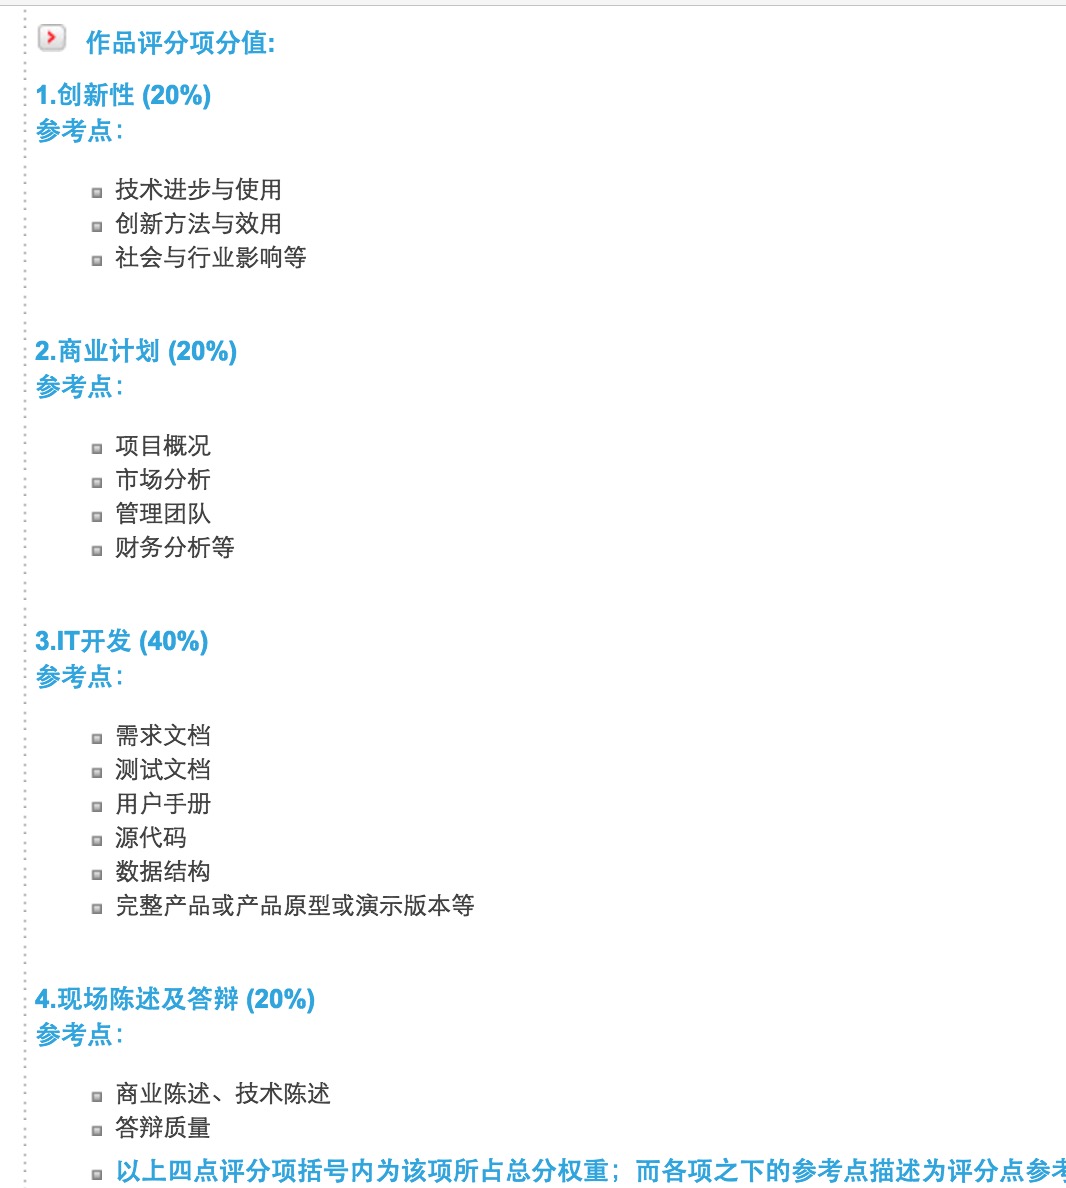 作品评分项分值:
1.创新性 (20%)
参考点：
技术进步与使用
创新方法与效用
社会与行业影响等
2.商业计划 (20%)
参考点：
项目概况
市场分析
管理团队
财务分析等
3.IT开发 (40%)
参考点：
需求文档
测试文档
用户手册
源代码
数据结构
完整产品或产品原型或演示版本等
4.现场陈述及答辩 (20%)
参考点：
商业陈述、技术陈述
答辩质量
以上四点评分项括号内为该项所占总分权重；而各项之下的参考点描述为评分点参